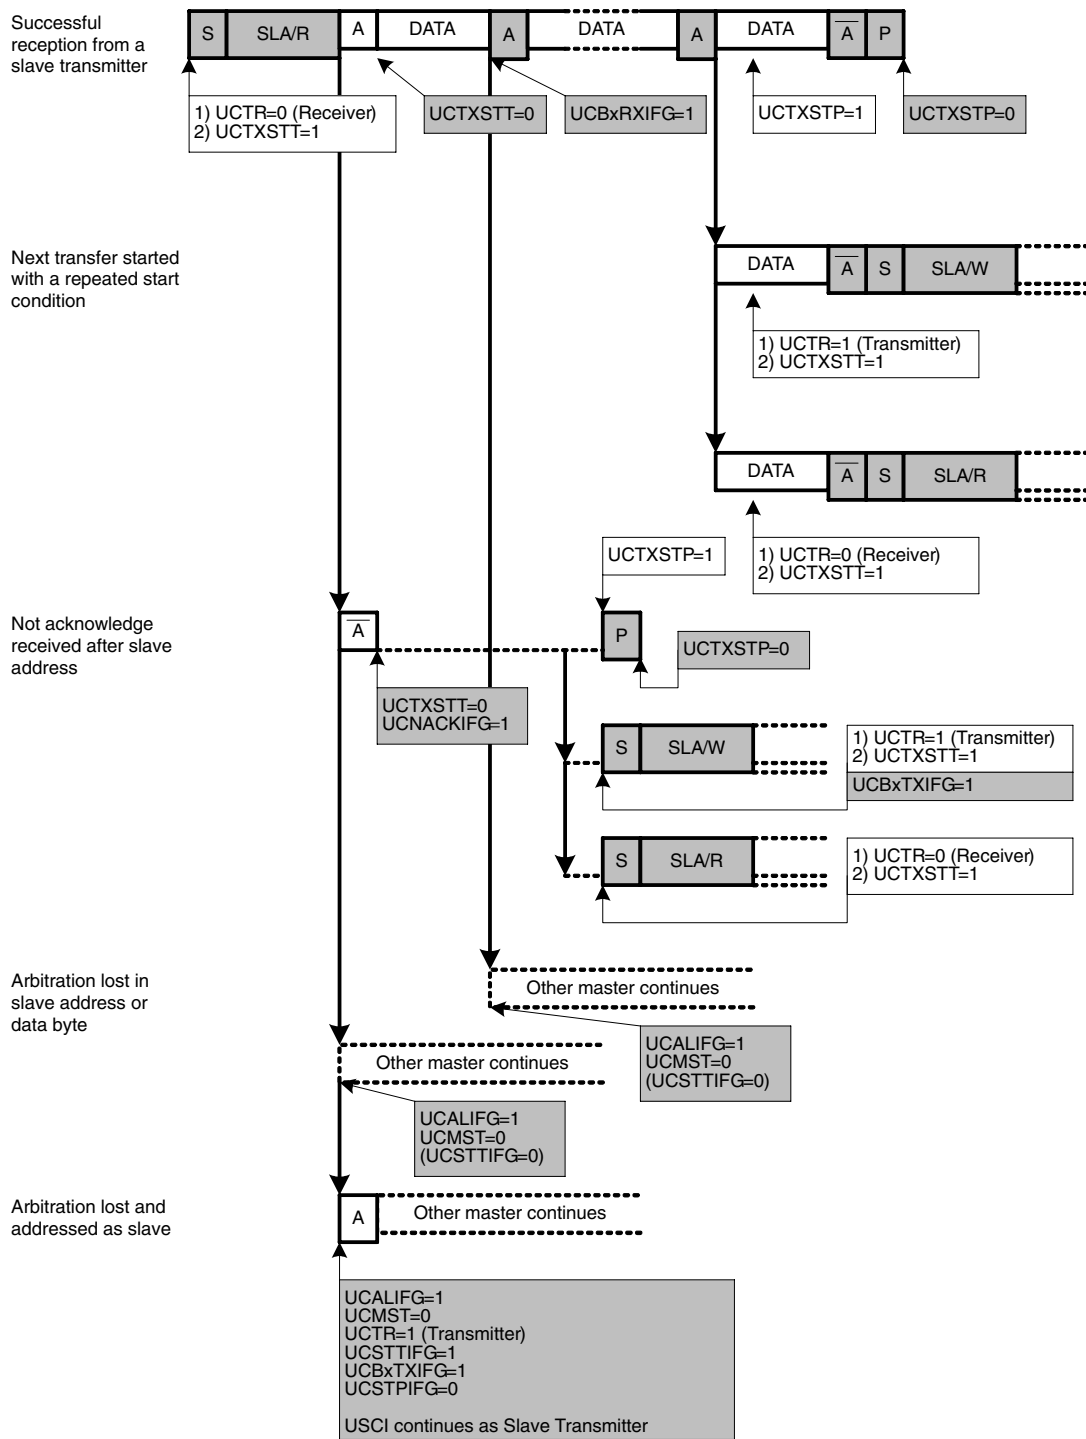 Successful
reception from a
slave transmitter
S SLA/R A DATA A DATA A DATA A P
1) UCTR=0 (Receiver)
2) UCTXSTT=1
UCTXSTT=0
UCBxRXIFG=1
UCTXSTP=1
UCTXSTP=0
Next transfer started
with a repeated start
condition
DATA A S SLA/W
1) UCTR=1 (Transmitter)
2) UCTXSTT=1
DATA A S SLA/R
1) UCTR=0 (Receiver)
2) UCTXSTT=1
UCTXSTP=1
Not acknowledge
received after slave
address
A
P
UCTXSTP=0
UCTXSTT=0
UCNACKIFG=1
S SLA/W
1) UCTR=1 (Transmitter)
2) UCTXSTT=1
UCBxTXIFG=1
S SLA/R
1) UCTR=0 (Receiver)
2) UCTXSTT=1
Arbitration lost in
slave address or
data byte
Other master continues
UCALIFG=1
UCMST=0
(UCSTTIFG=0)
Other master continues
UCALIFG=1
UCMST=0
(UCSTTIFG=0)
Arbitration lost and
addressed as slave
A
Other master continues
UCALIFG=1
UCMST=0
UCTR=1 (Transmitter)
UCSTTIFG=1
UCBxTXIFG=1
UCSTPIFG=0
USCI continues as Slave Transmitter